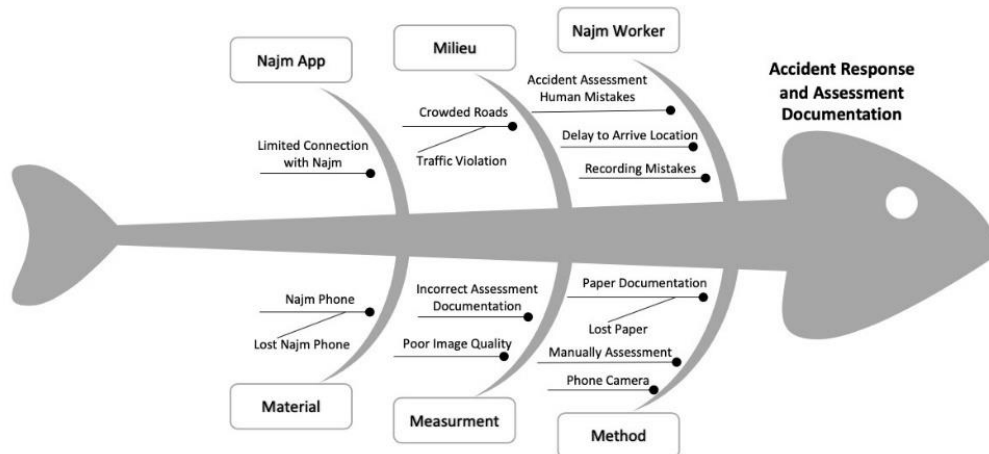 Najm App
Milieu
Najm Worker
Accident Response
and Assessment
Documentation
Limited Connection
with Najm
Crowded Roads
Traffic Violation
Accident Assessment
Human Mistakes
Delay to Arrive Location
Recording Mistakes
Najm Phone
Lost Najm Phone
Incorrect Assessment
Documentation
Poor Image Quality
Paper Documentation
Lost Paper
Manually Assessment
Phone Camera
Material
Measurment
Method